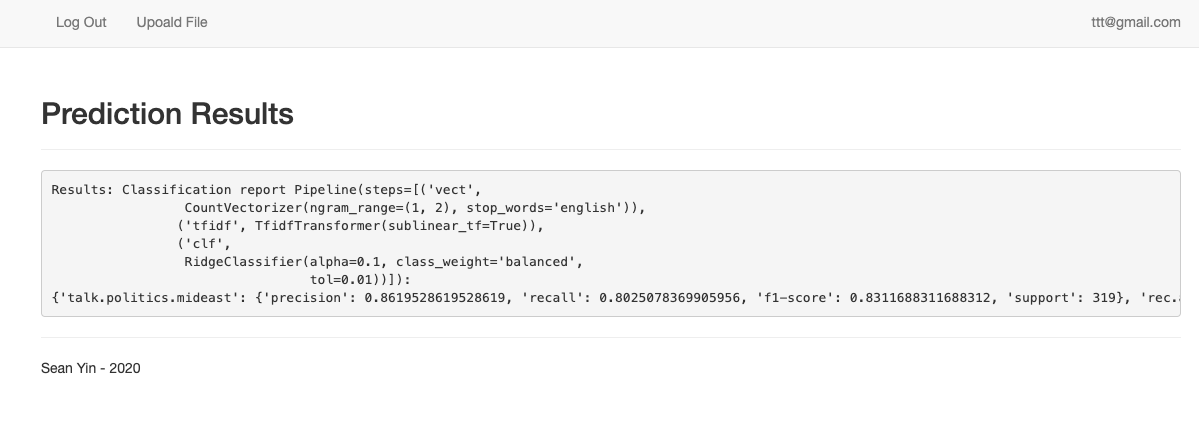 Log Out Upoald File ttt@gmail.com
Prediction Results
Results: Classification report Pipeline(steps=[('vect',
CountVectorizer(ngram_range=(1, 2), stop_words='english')),
('tfidf', TfidfTransformer(sublinear_tf=True)),
('clf',
RidgeClassifier(alpha=0.1, class_weight='balanced',
tol=0.01))]):
{'talk.politics.mideast': {'precision': 0.8619528619528619, 'recall': 0.8025078369905956, 'f1-score': 0.8311688311688312, 'support': 319}, 'rec.
Sean Yin - 2020